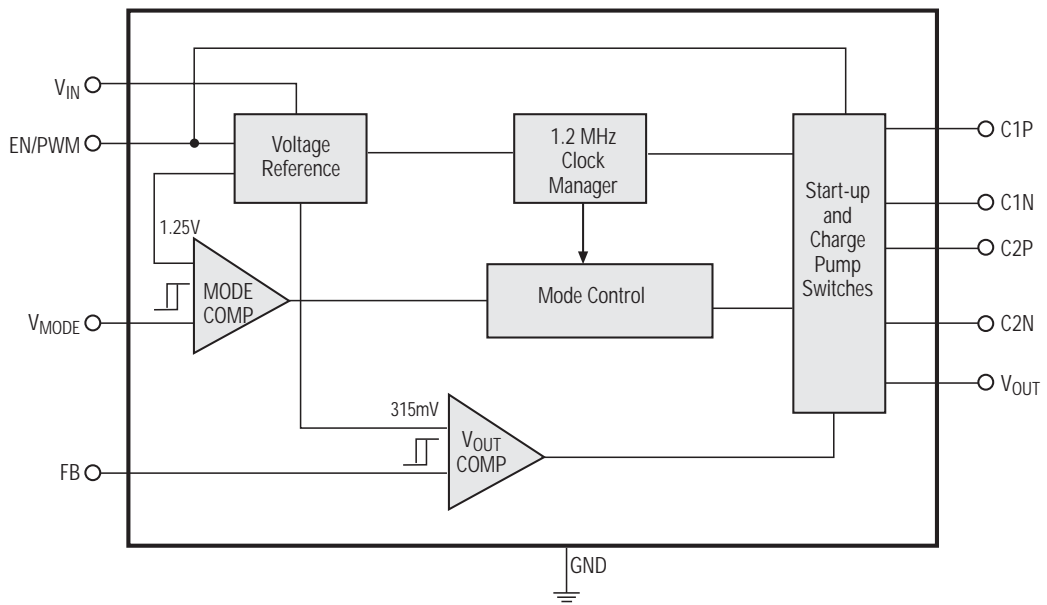 V_IN
EN/PWM
Voltage
Reference
1.2 MHz
Clock
Manager
C1P
1.25V
Start-up
and
Charge
Pump
Switches
C1N
C2P
MODE
COMP
Mode Control
V_MODE
C2N
V_OUT
315mV
V_OUT
COMP
FB
GND